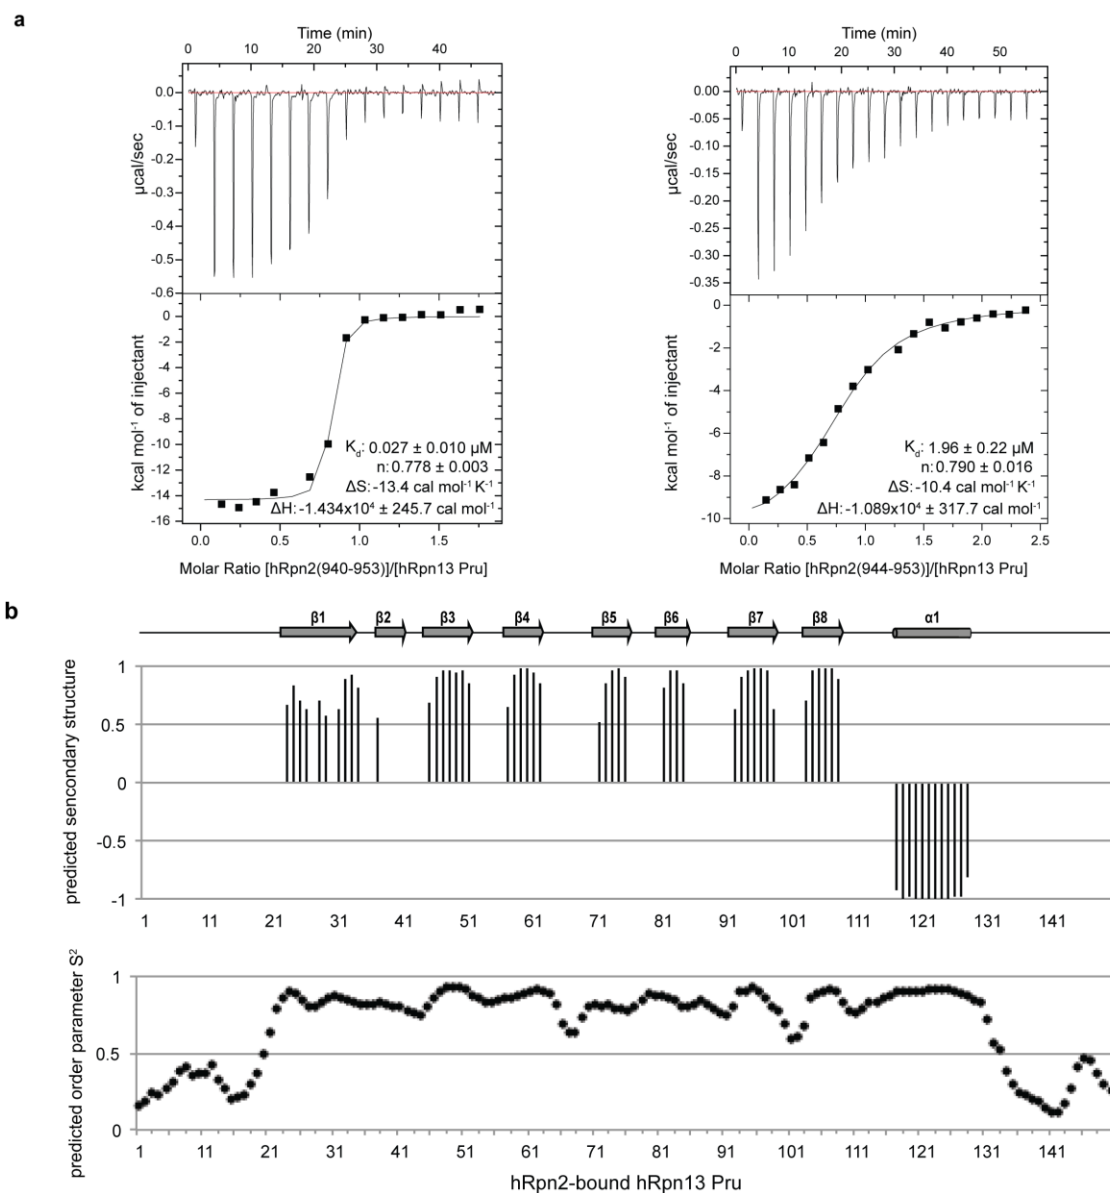 a
Time (min)
0 10 20 30 40
0.0
-0.1
-0.2
-0.3
-0.4
-0.5
-0.6
µcal/sec
0
-2
-4
-6
-8
-10
-12
-14
-16
kcal mol⁻¹ of injectant
K_d: 0.027 ± 0.010 µM
n: 0.778 ± 0.003
ΔS: -13.4 cal mol⁻¹ K⁻¹
ΔH: -1.434x10⁴ ± 245.7 cal mol⁻¹
0.0 0.5 1.0 1.5
Molar Ratio [hRpn2(940-953)]/[hRpn13 Pru]
Time (min)
0 10 20 30 40 50
0.00
-0.05
-0.10
-0.15
-0.20
-0.25
-0.30
-0.35
µcal/sec
0
-2
-4
-6
-8
-10
kcal mol⁻¹ of injectant
K_d: 1.96 ± 0.22 µM
n: 0.790 ± 0.016
ΔS: -10.4 cal mol⁻¹ K⁻¹
ΔH: -1.089x10⁴ ± 317.7 cal mol⁻¹
0.0 0.5 1.0 1.5 2.0 2.5
Molar Ratio [hRpn2(944-953)]/[hRpn13 Pru]
b
β1 β2 β3 β4 β5 β6 β7 β8 α1
1
0.5
0
-0.5
-1
predicted sencondary structure
1 11 21 31 41 51 61 71 81 91 101 111 121 131 141
1
0.5
0
predicted order parameter S²
1 11 21 31 41 51 61 71 81 91 101 111 121 131 141
hRpn2-bound hRpn13 Pru